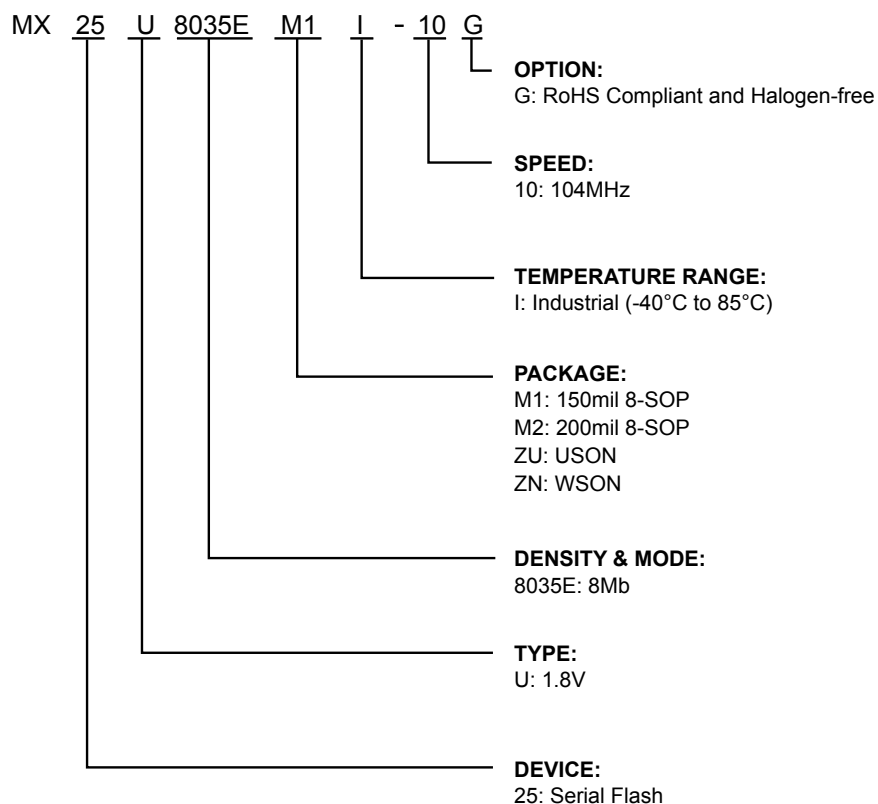 MX 25 U 8035E M1 I - 10 G
OPTION:
G: RoHS Compliant and Halogen-free
SPEED:
10: 104MHz
TEMPERATURE RANGE:
I: Industrial (-40°C to 85°C)
PACKAGE:
M1: 150mil 8-SOP
M2: 200mil 8-SOP
ZU: USON
ZN: WSON
DENSITY & MODE:
8035E: 8Mb
TYPE:
U: 1.8V
DEVICE:
25: Serial Flash